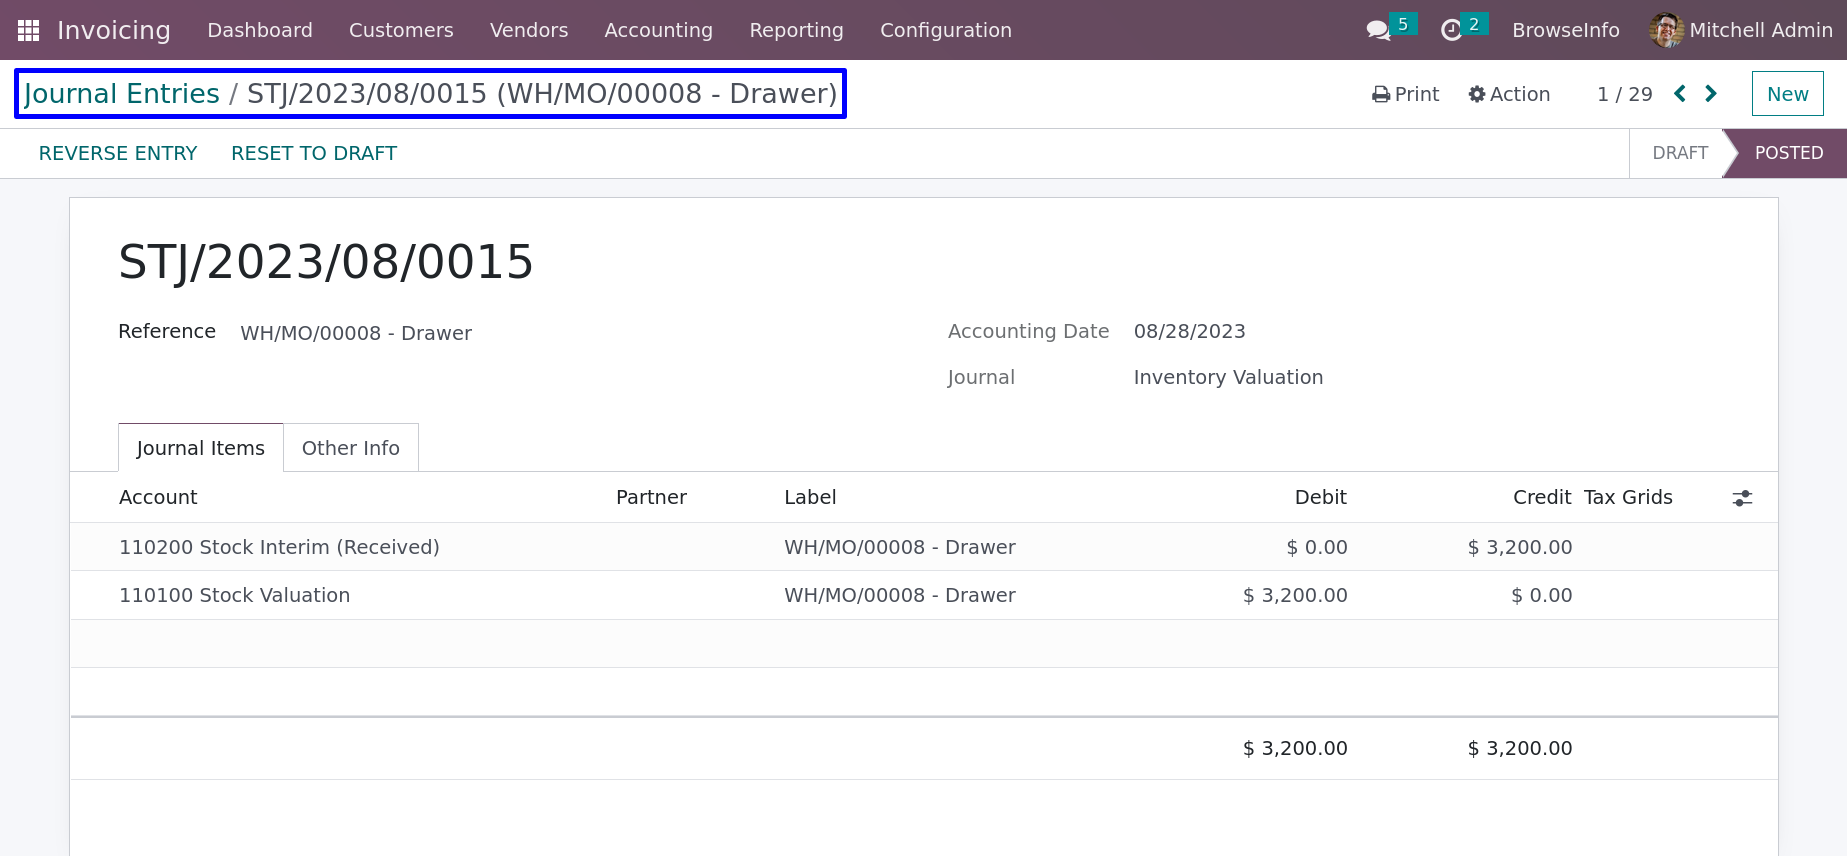 Invoicing Dashboard Customers Vendors Accounting Reporting Configuration 5 2 BrowseInfo Mitchell Admin
Journal Entries / STJ/2023/08/0015 (WH/MO/00008 - Drawer) Print Action 1 / 29 New
REVERSE ENTRY RESET TO DRAFT DRAFT POSTED
STJ/2023/08/0015
Reference WH/MO/00008 - Drawer Accounting Date 08/28/2023
Journal Inventory Valuation
Journal Items Other Info
Account Partner Label Debit Credit Tax Grids
110200 Stock Interim (Received) WH/MO/00008 - Drawer $ 0.00 $ 3,200.00
110100 Stock Valuation WH/MO/00008 - Drawer $ 3,200.00 $ 0.00
$ 3,200.00 $ 3,200.00